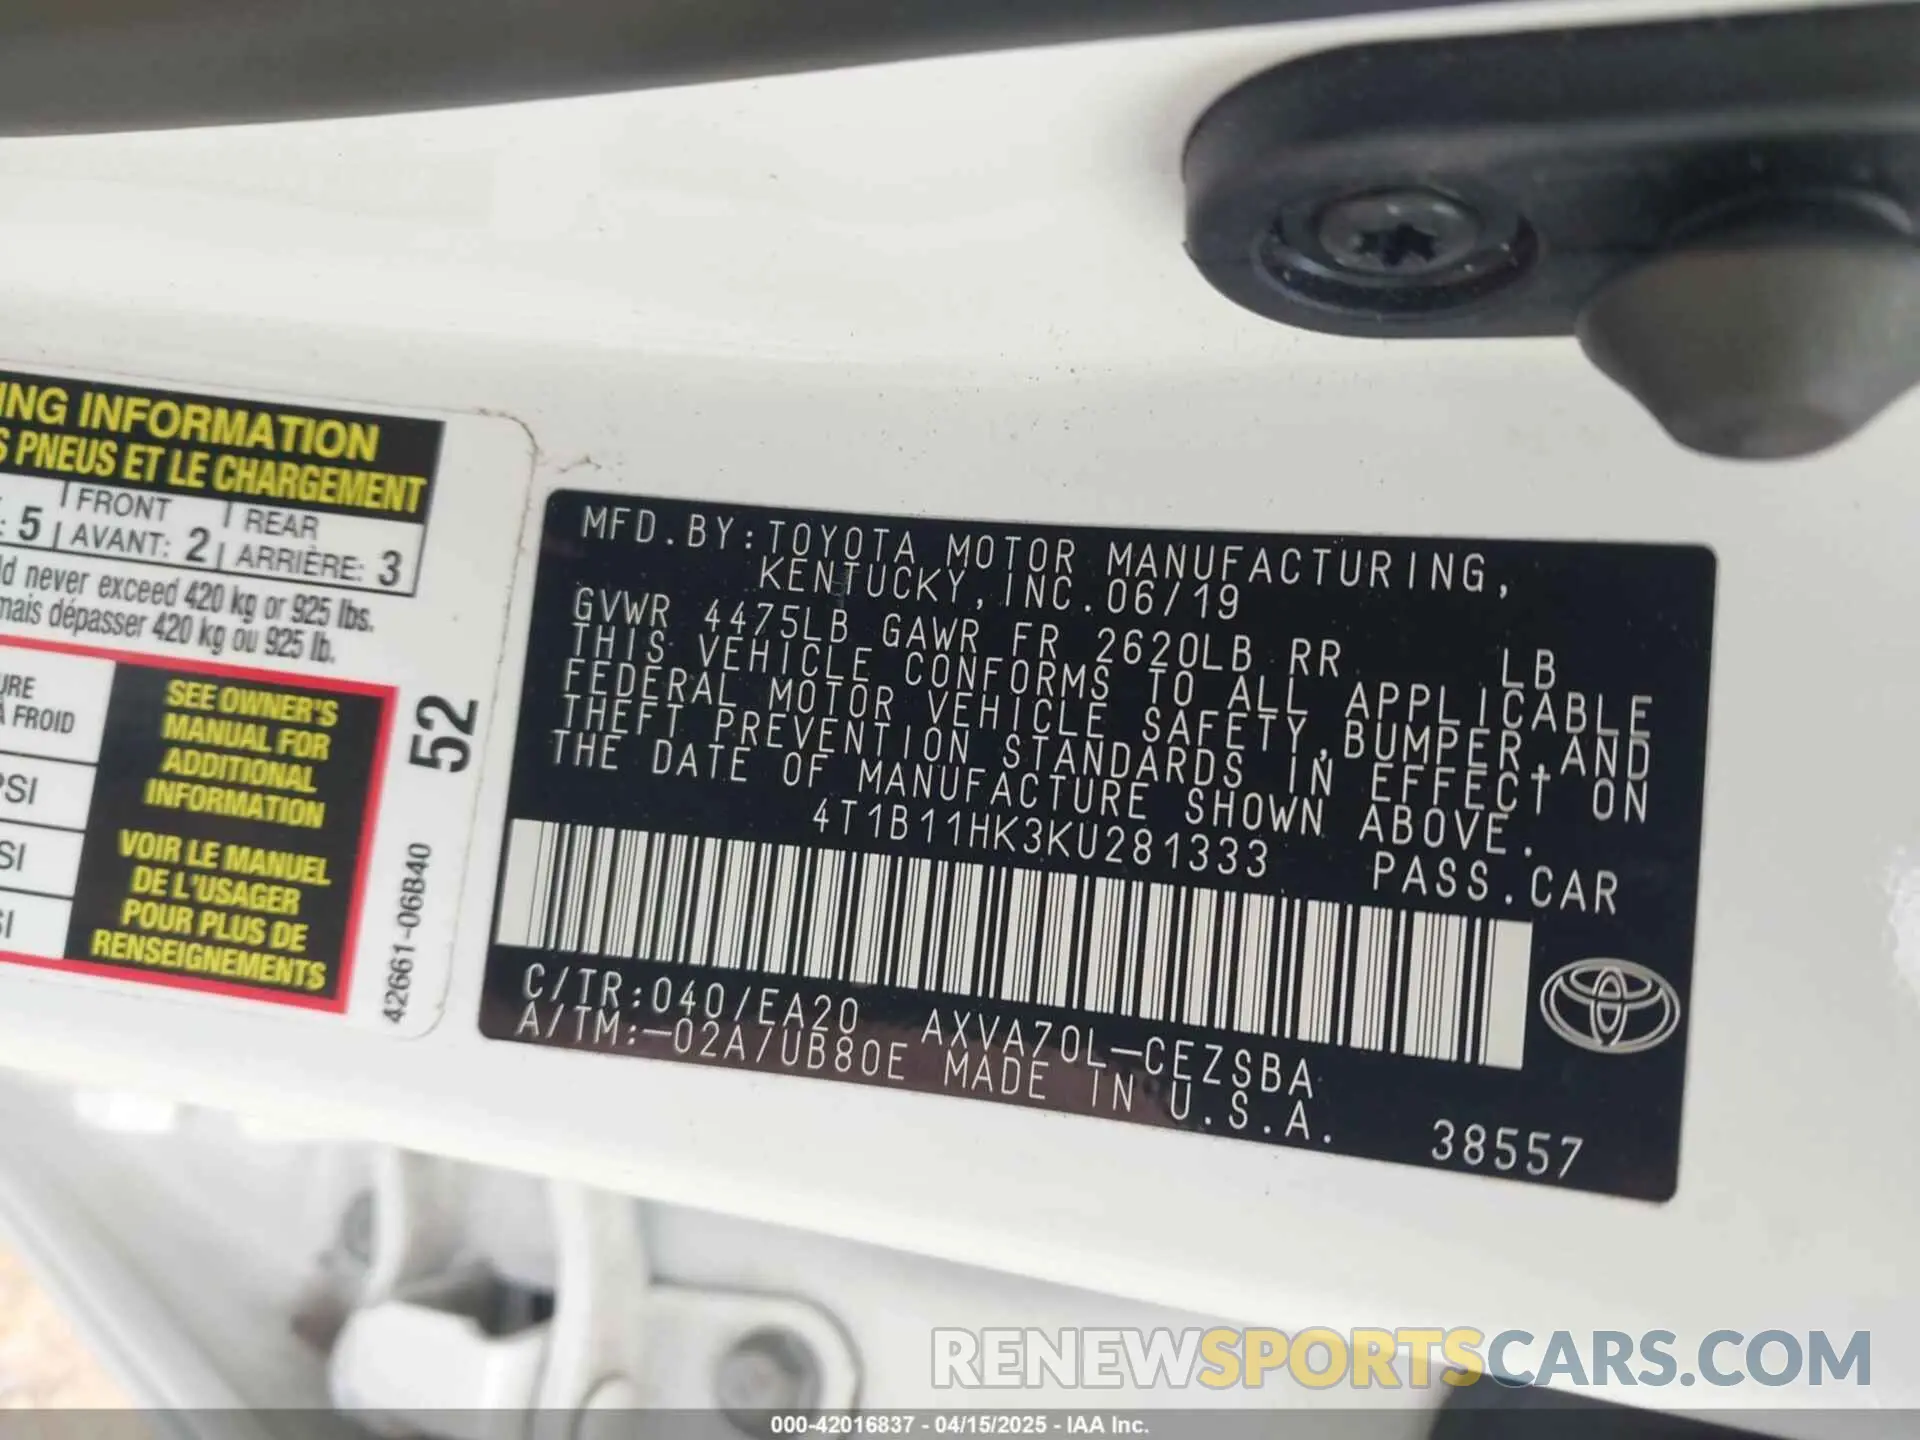 ING INFORMATION
S PNEUS ET LE CHARGEMENT
: 5 | FRONT AVANT: 2 | REAR ARRIÈRE: 3
ld never exceed 420 kg or 925 lbs.
mais dépasser 420 kg ou 925 lb.
URE
À FROID
PSI
SI
SI
SEE OWNER'S
MANUAL FOR
ADDITIONAL
INFORMATION
VOIR LE MANUEL
DE L'USAGER
POUR PLUS DE
RENSEIGNEMENTS
52
42661-06B40
MFD.BY:TOYOTA MOTOR MANUFACTURING,
KENTUCKY,INC.06/19
GVWR 4475LB GAWR FR 2620LB RR LB
THIS VEHICLE CONFORMS TO ALL APPLICABLE
FEDERAL MOTOR VEHICLE SAFETY,BUMPER,AND
THEFT PREVENTION STANDARDS IN EFFECT ON
THE DATE OF MANUFACTURE SHOWN ABOVE.
4T1B11HK3KU281333 PASS.CAR
C/TR:040/EA20 AXVA70L-CEZSBA
A/TM:-02A/UB80E MADE IN U.S.A.
38557
RENEWSPORTSCARS.COM
000-42016837 - 04/15/2025 - IAA Inc.